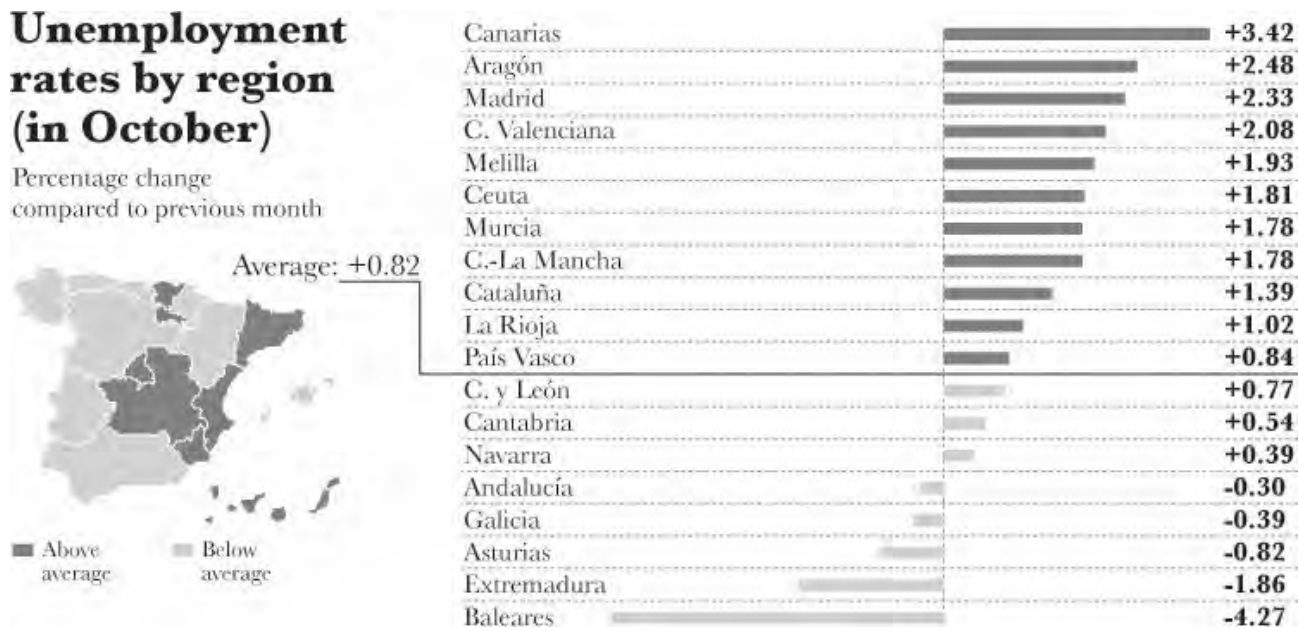 Unemployment
rates by region
(in October)
Percentage change
compared to previous month
Average: +0.82
Above
average
Below
average
Canarias +3.42
Aragón +2.48
Madrid +2.33
C. Valenciana +2.08
Melilla +1.93
Ceuta +1.81
Murcia +1.78
C.-La Mancha +1.78
Cataluña +1.39
La Rioja +1.02
País Vasco +0.84
C. y León +0.77
Cantabria +0.54
Navarra +0.39
Andalucía -0.30
Galicia -0.39
Asturias -0.82
Extremadura -1.86
Baleares -4.27